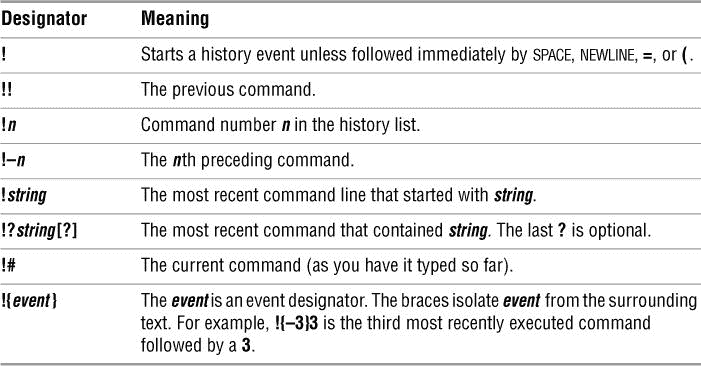 Designator Meaning
! Starts a history event unless followed immediately by SPACE, NEWLINE, =, or (.
!! The previous command.
!n Command number n in the history list.
!–n The nth preceding command.
!string The most recent command line that started with string.
!?string[?] The most recent command that contained string. The last ? is optional.
!# The current command (as you have it typed so far).
!{event} The event is an event designator. The braces isolate event from the surrounding
text. For example, !{–3}3 is the third most recently executed command
followed by a 3.